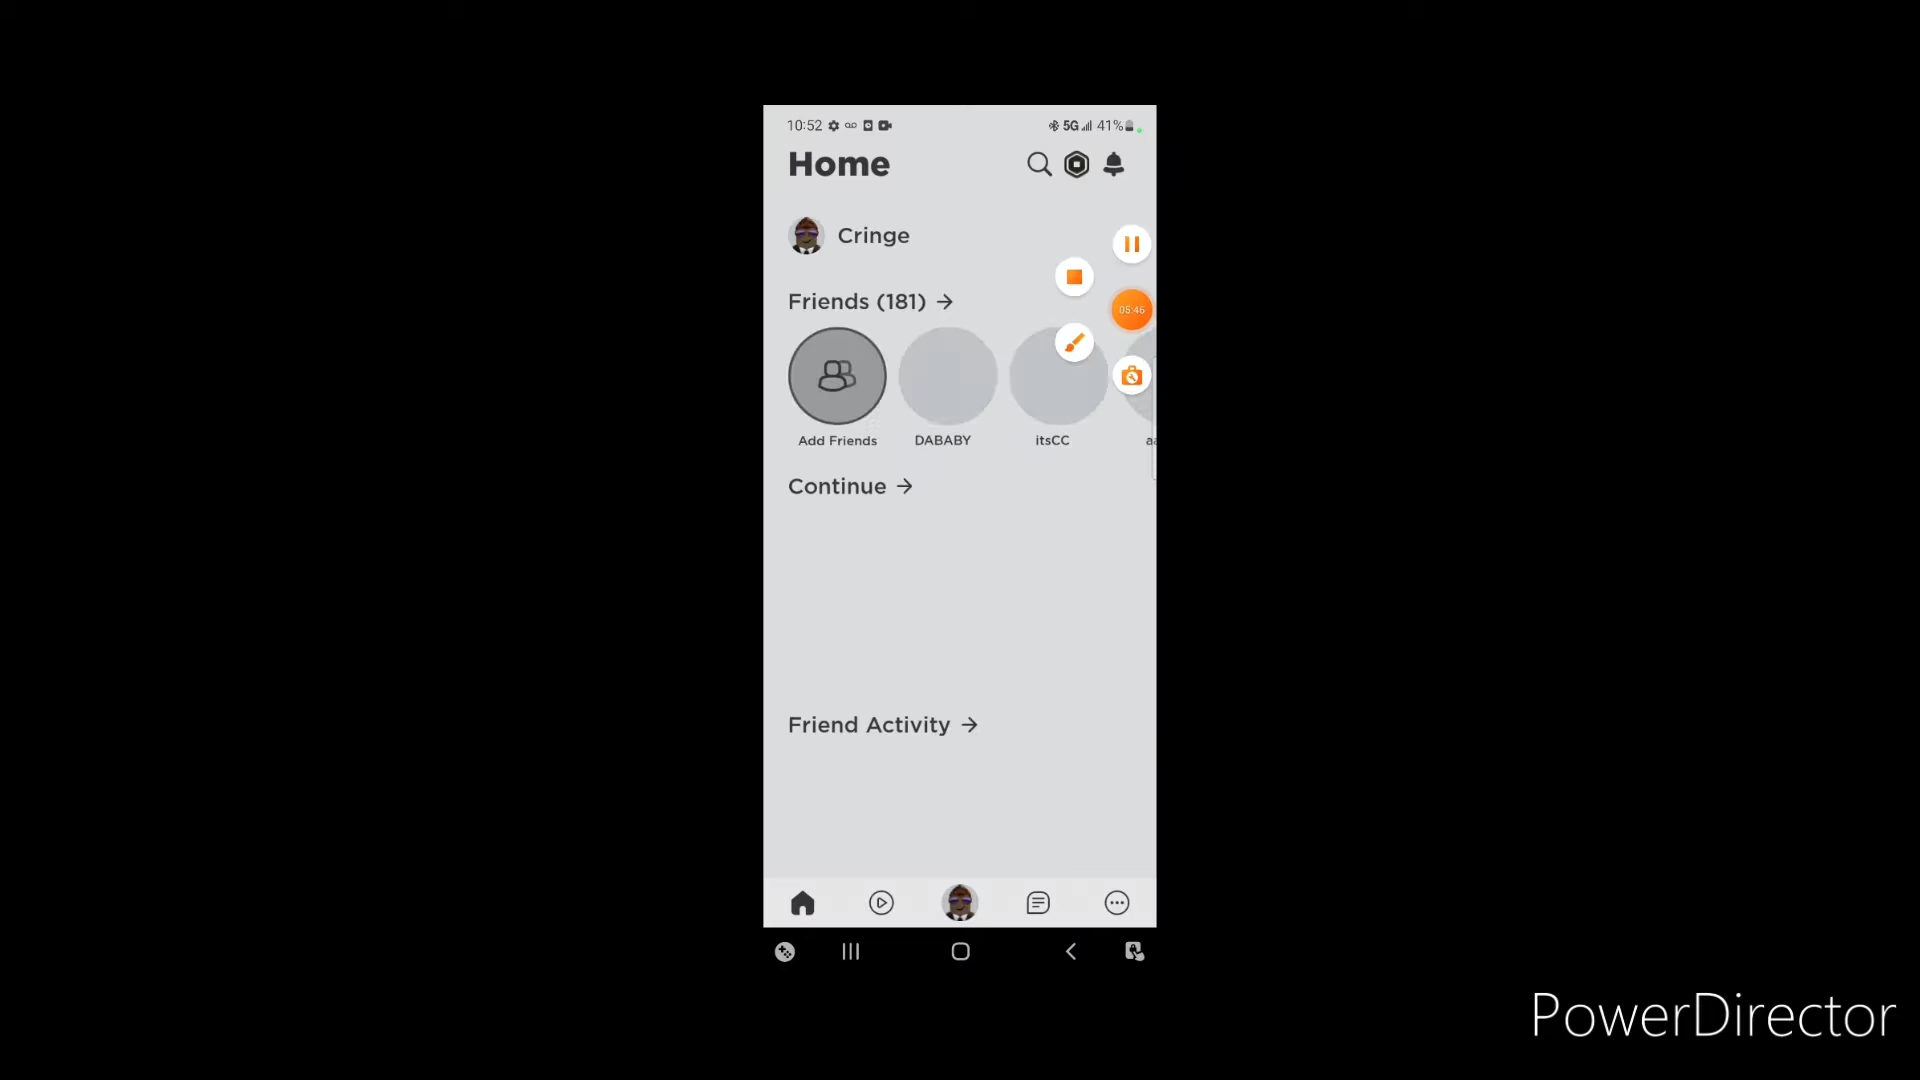 10:52
5G 41%
Home
Cringe
05:46
Friends (181)
Add Friends
DABABY
itsCC
Continue
Friend Activity
PowerDirector